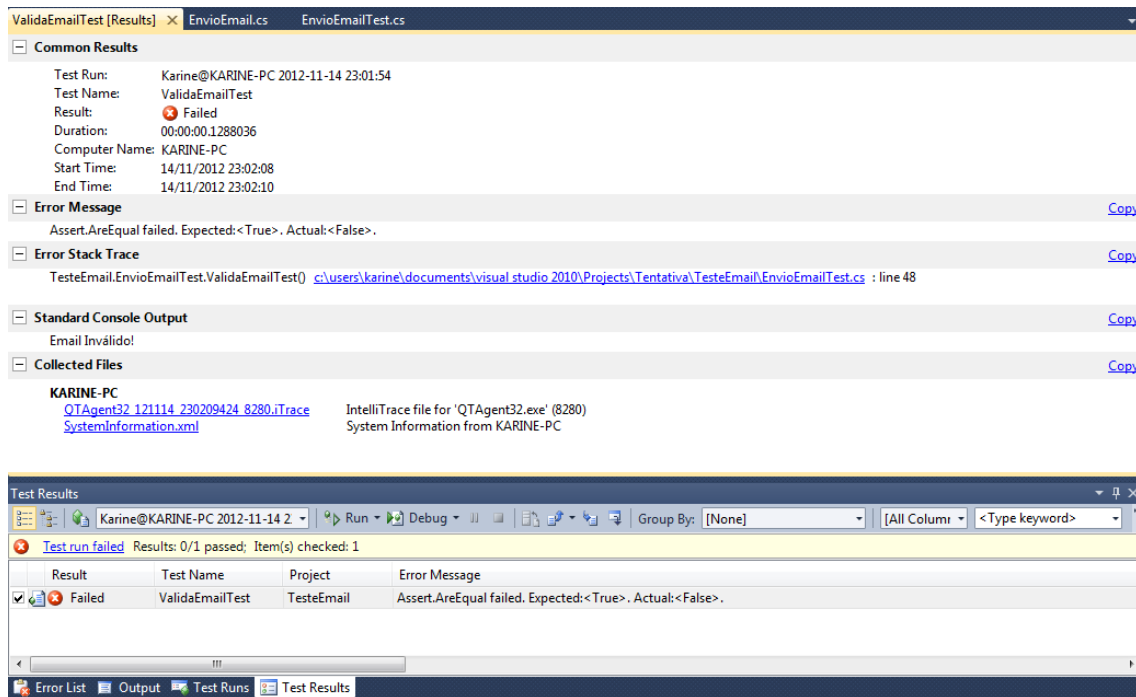 ValidaEmailTest [Results] EnvioEmail.cs EnvioEmailTest.cs
Common Results
Test Run: Karine@KARINE-PC 2012-11-14 23:01:54
Test Name: ValidaEmailTest
Result: Failed
Duration: 00:00:00.1288036
Computer Name: KARINE-PC
Start Time: 14/11/2012 23:02:08
End Time: 14/11/2012 23:02:10
Error Message Copy
Assert.AreEqual failed. Expected:<True>. Actual:<False>.
Error Stack Trace Copy
TesteEmail.EnvioEmailTest.ValidaEmailTest() c:\users\karine\documents\visual studio 2010\Projects\Tentativa\TesteEmail\EnvioEmailTest.cs : line 48
Standard Console Output Copy
Email Inválido!
Collected Files Copy
KARINE-PC
QTAgent32_121114_230209424_8280.iTrace IntelliTrace file for 'QTAgent32.exe' (8280)
SystemInformation.xml System Information from KARINE-PC
Test Results
Karine@KARINE-PC 2012-11-14 2 Run Debug Group By: [None] [All Colum <Type keyword>
Test run failed Results: 0/1 passed; Item(s) checked: 1
Result Test Name Project Error Message
Failed ValidaEmailTest TesteEmail Assert.AreEqual failed. Expected:<True>. Actual:<False>.
Error List Output Test Runs Test Results